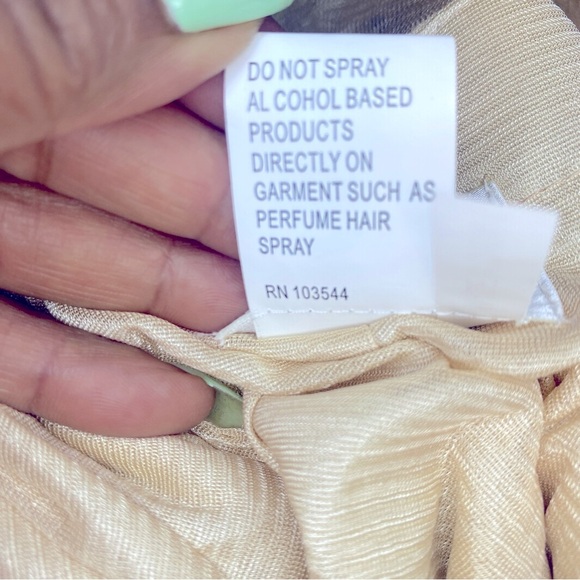 DO NOT SPRAY
AL COHOL BASED
PRODUCTS
DIRECTLY ON
GARMENT SUCH AS
PERFUME HAIR
SPRAY
RN 103544